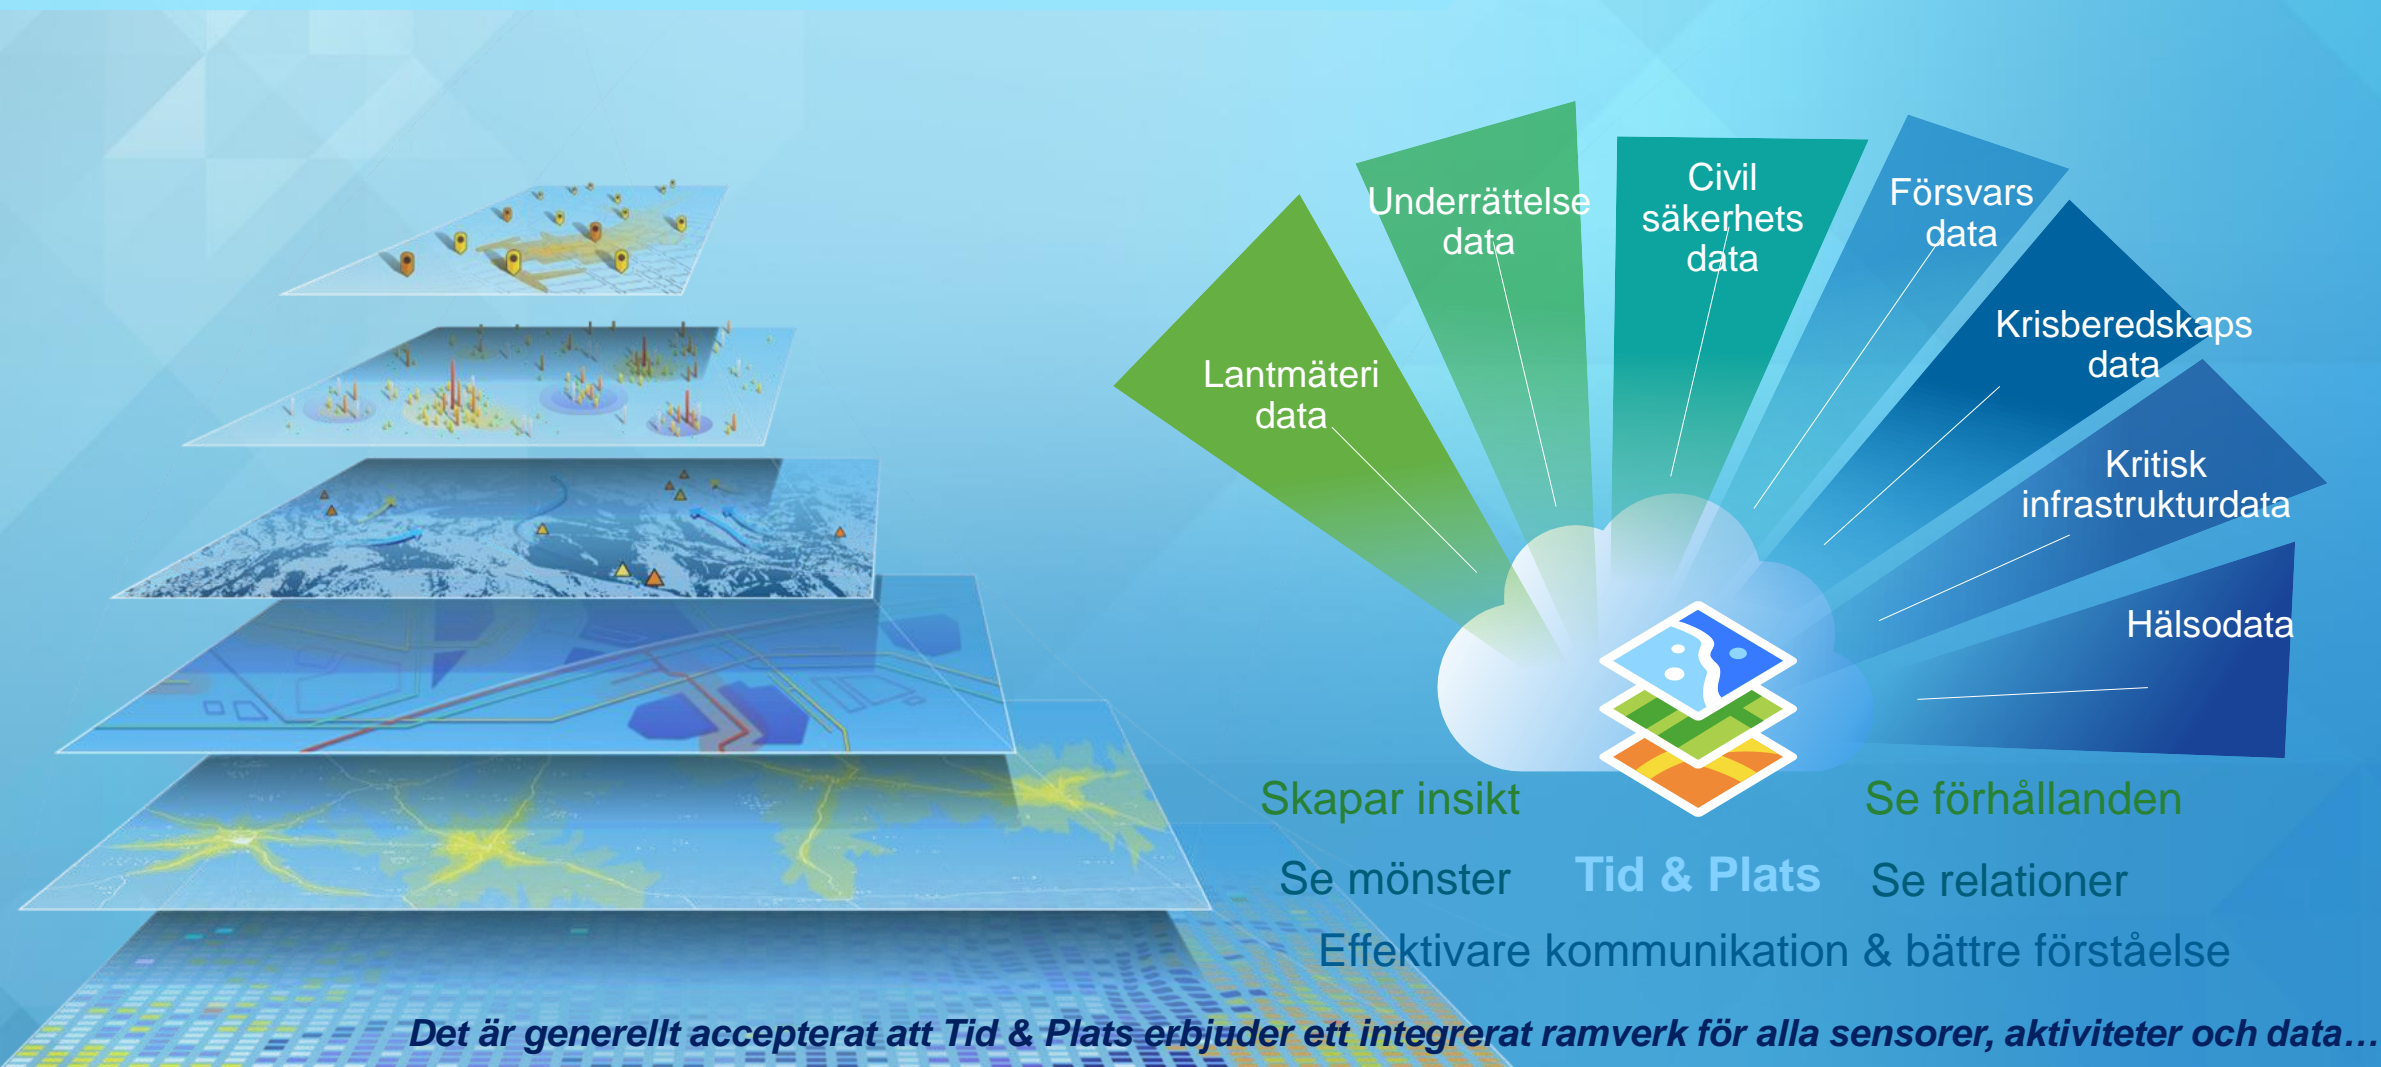 Lantmäteri
data
Underrättelse
data
Civil
säkerhets
data
Försvars
data
Krisberedskaps
data
Kritisk
infrastrukturdata
Hälsodata
Skapar insikt
Se förhållanden
Se mönster
Tid & Plats
Se relationer
Effektivare kommunikation & bättre förståelse
Det är generellt accepterat att Tid & Plats erbjuder ett integrerat ramverk för alla sensorer, aktiviteter och data…